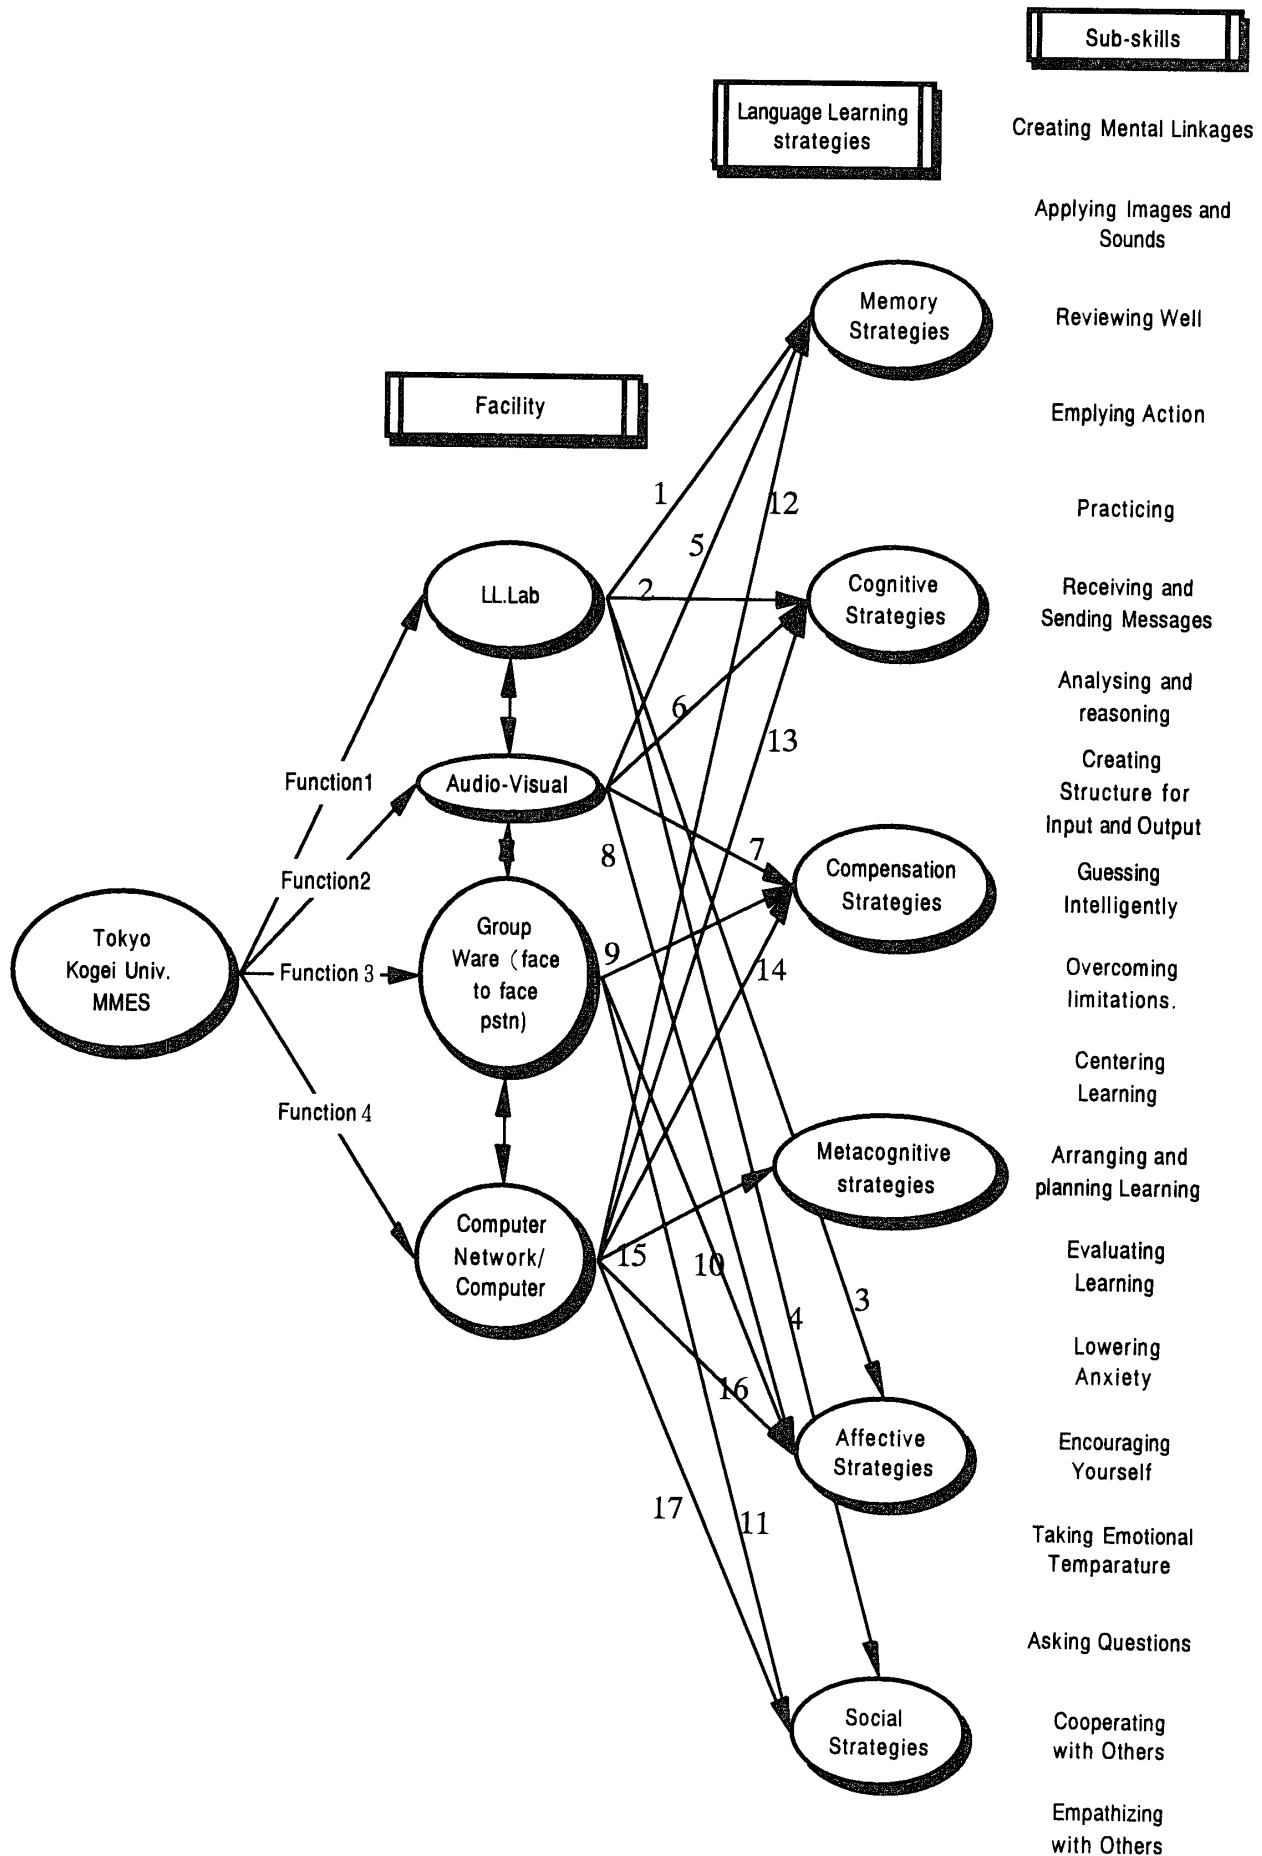 Sub-skills
Language Learning
strategies
Creating Mental Linkages
Applying Images and
Sounds
Memory
Strategies
Reviewing Well
Facility
Emplying Action
1
12
Practicing
5
LL.Lab
2
Cognitive
Strategies
Receiving and
Sending Messages
6
Analysing and
reasoning
13
Function1
Audio-Visual
Creating
Structure for
Input and Output
8
7
Function2
Compensation
Strategies
Guessing
Intelligently
Tokyo
Kogei Univ.
MMES
Function 3
Group
Ware (face
to face
pstn)
9
14
Overcoming
limitations.
Centering
Learning
Function 4
Metacognitive
strategies
Arranging and
planning Learning
Computer
Network/
Computer
15
10
Evaluating
Learning
4
3
Lowering
Anxiety
16
Affective
Strategies
Encouraging
Yourself
17
11
Taking Emotional
Temparature
Asking Questions
Social
Strategies
Cooperating
with Others
Empathizing
with Others